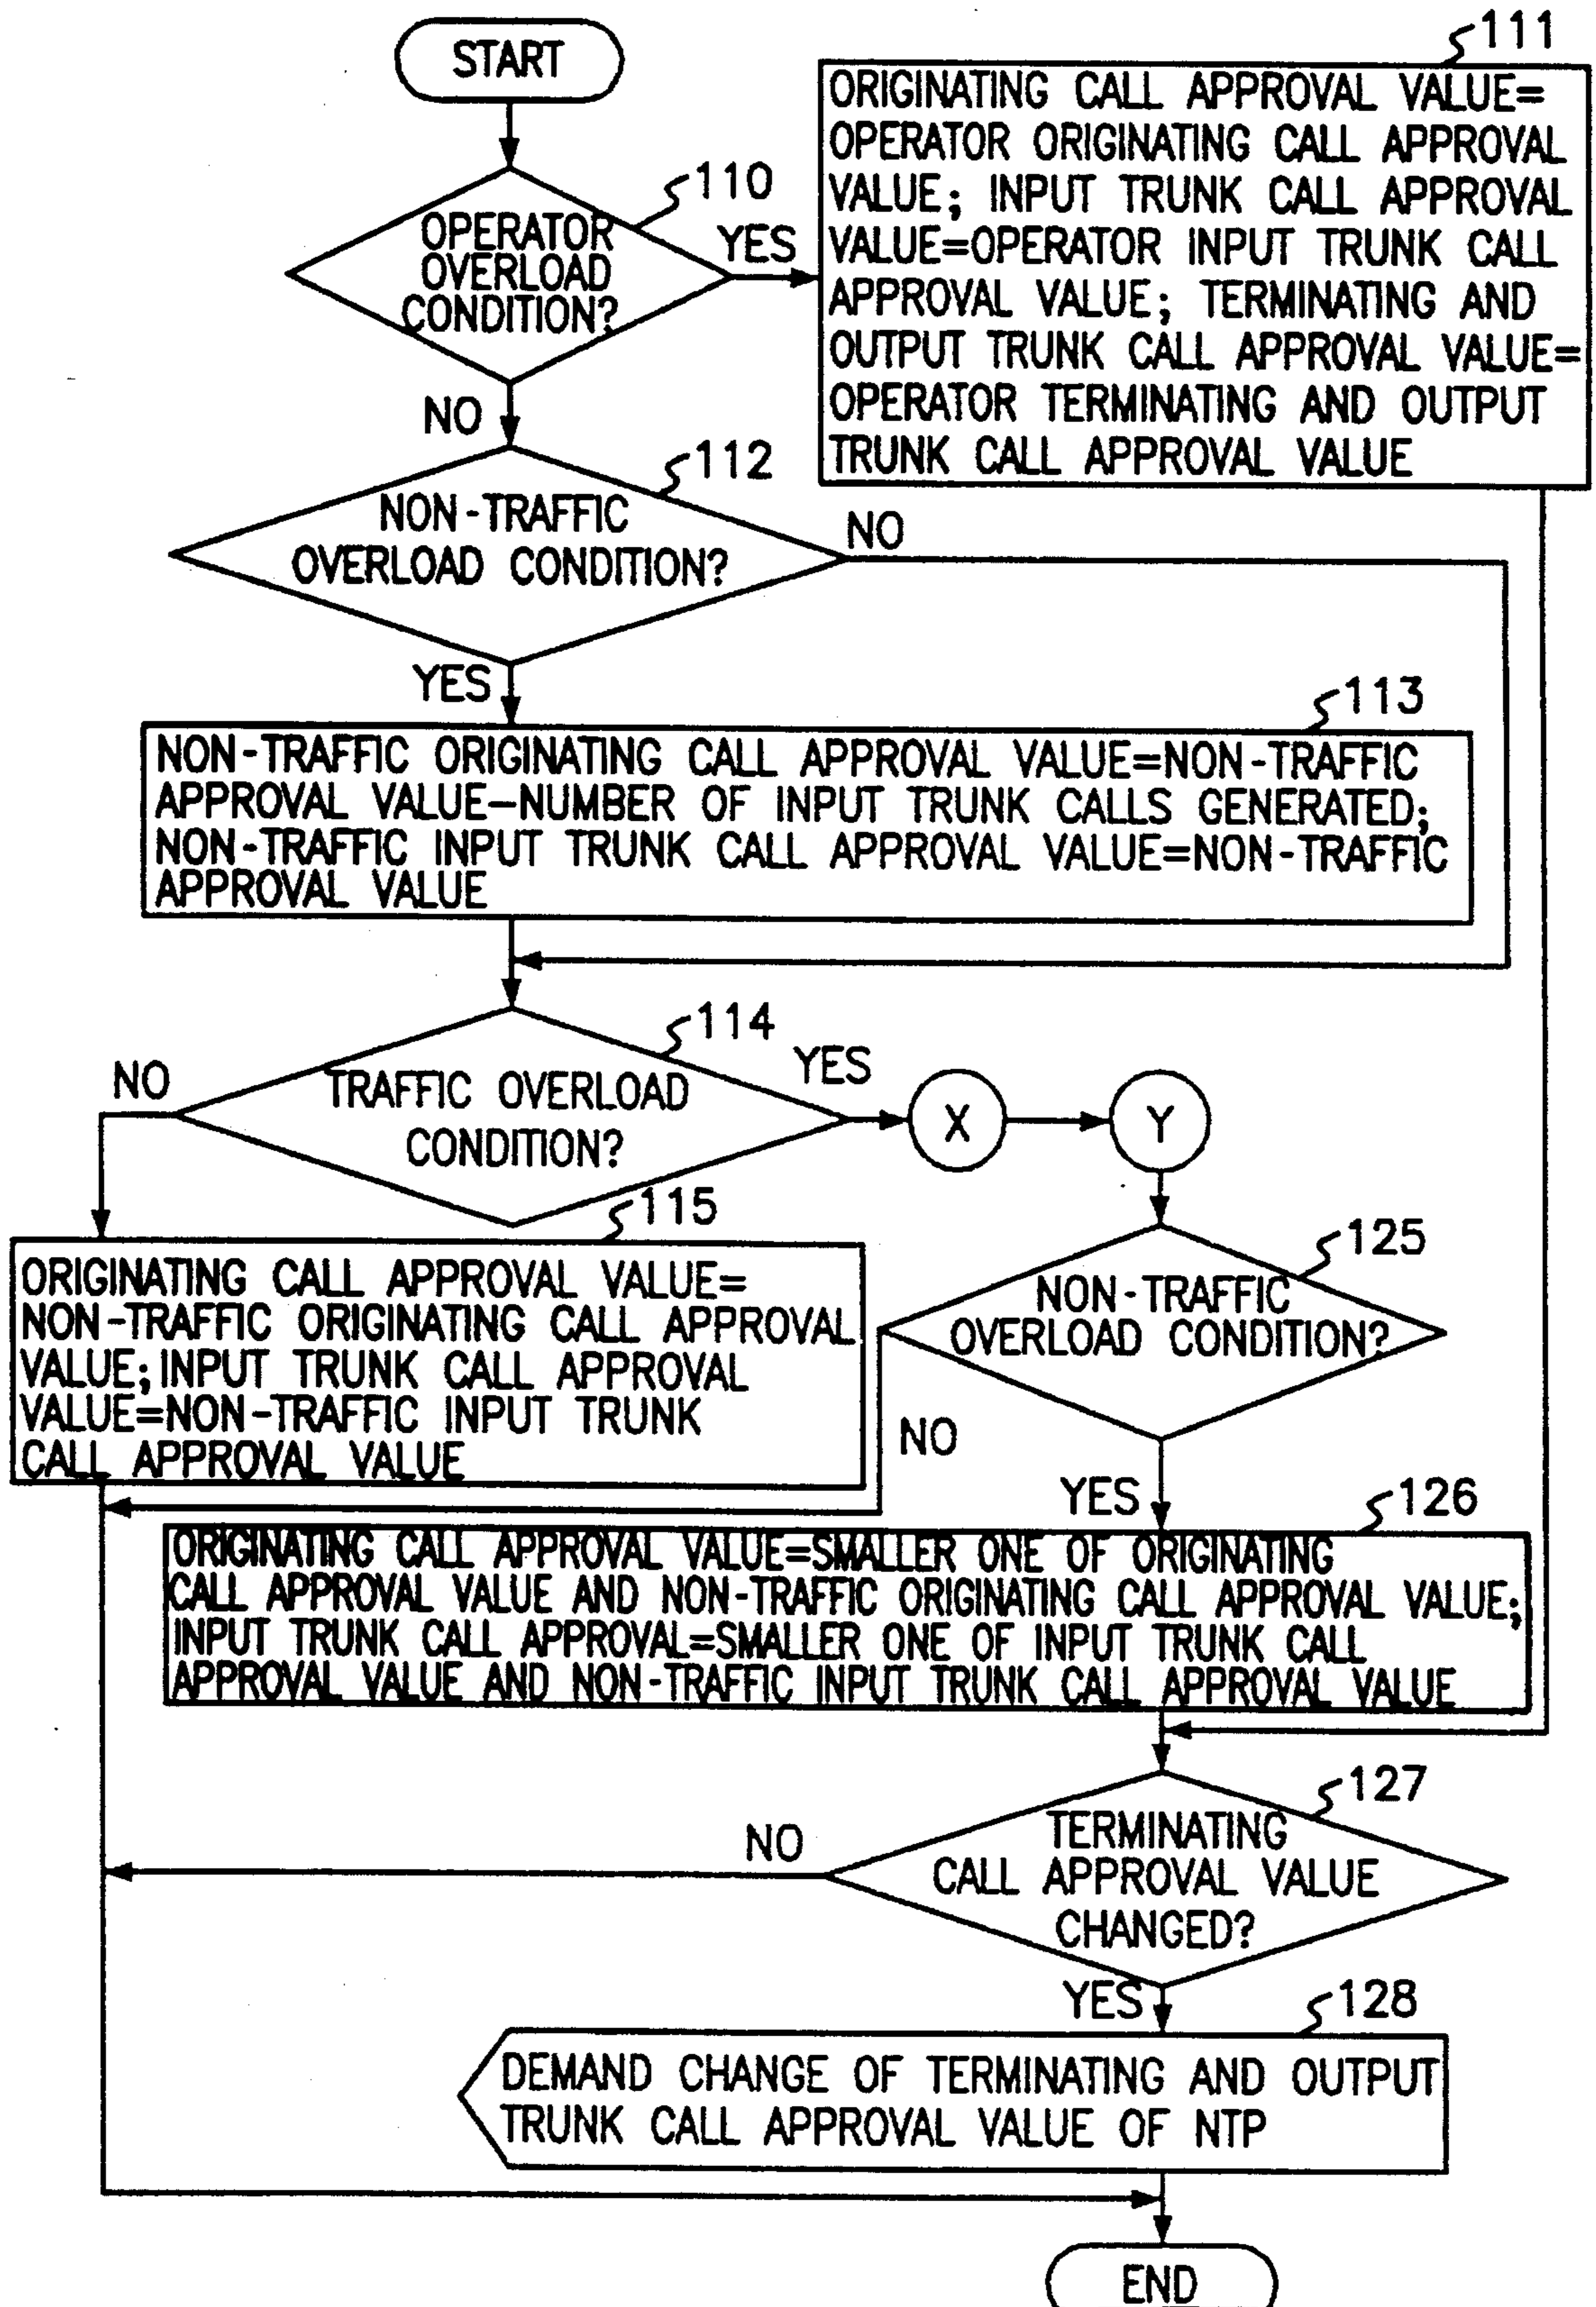 START
111
ORIGINATING CALL APPROVAL VALUE=
OPERATOR ORIGINATING CALL APPROVAL
VALUE; INPUT TRUNK CALL APPROVAL
VALUE=OPERATOR INPUT TRUNK CALL
APPROVAL VALUE; TERMINATING AND
OUTPUT TRUNK CALL APPROVAL VALUE=
OPERATOR TERMINATING AND OUTPUT
TRUNK CALL APPROVAL VALUE
110
OPERATOR
OVERLOAD
CONDITION?
YES
NO
112
NON-TRAFFIC
OVERLOAD CONDITION?
NO
YES
113
NON-TRAFFIC ORIGINATING CALL APPROVAL VALUE=NON-TRAFFIC
APPROVAL VALUE-NUMBER OF INPUT TRUNK CALLS GENERATED;
NON-TRAFFIC INPUT TRUNK CALL APPROVAL VALUE=NON-TRAFFIC
APPROVAL VALUE
114
NO
TRAFFIC OVERLOAD
CONDITION?
YES
X
Y
115
ORIGINATING CALL APPROVAL VALUE=
NON-TRAFFIC ORIGINATING CALL APPROVAL
VALUE; INPUT TRUNK CALL APPROVAL
VALUE=NON-TRAFFIC INPUT TRUNK
CALL APPROVAL VALUE
125
NON-TRAFFIC
OVERLOAD CONDITION?
NO
YES
126
ORIGINATING CALL APPROVAL VALUE=SMALLER ONE OF ORIGINATING
CALL APPROVAL VALUE AND NON-TRAFFIC ORIGINATING CALL APPROVAL VALUE;
INPUT TRUNK CALL APPROVAL=SMALLER ONE OF INPUT TRUNK CALL
APPROVAL VALUE AND NON-TRAFFIC INPUT TRUNK CALL APPROVAL VALUE
127
TERMINATING
CALL APPROVAL VALUE
CHANGED?
NO
YES
128
DEMAND CHANGE OF TERMINATING AND OUTPUT
TRUNK CALL APPROVAL VALUE OF NTP
END